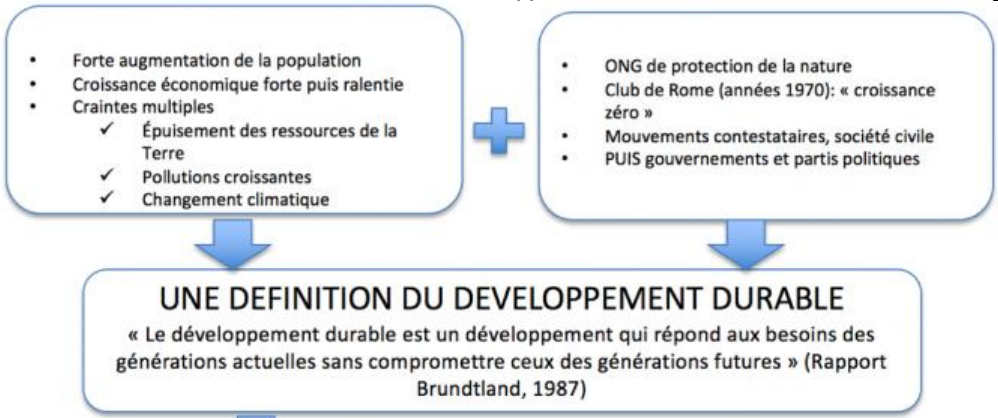 • Forte augmentation de la population
• Croissance économique forte puis ralentie
• Craintes multiples
✓ Épuisement des ressources de la
Terre
✓ Pollutions croissantes
✓ Changement climatique
• ONG de protection de la nature
• Club de Rome (années 1970): « croissance
zéro »
• Mouvements contestataires, société civile
• PUIS gouvernements et partis politiques
UNE DEFINITION DU DEVELOPPEMENT DURABLE
« Le développement durable est un développement qui répond aux besoins des
générations actuelles sans compromettre ceux des générations futures » (Rapport
Brundtland, 1987)